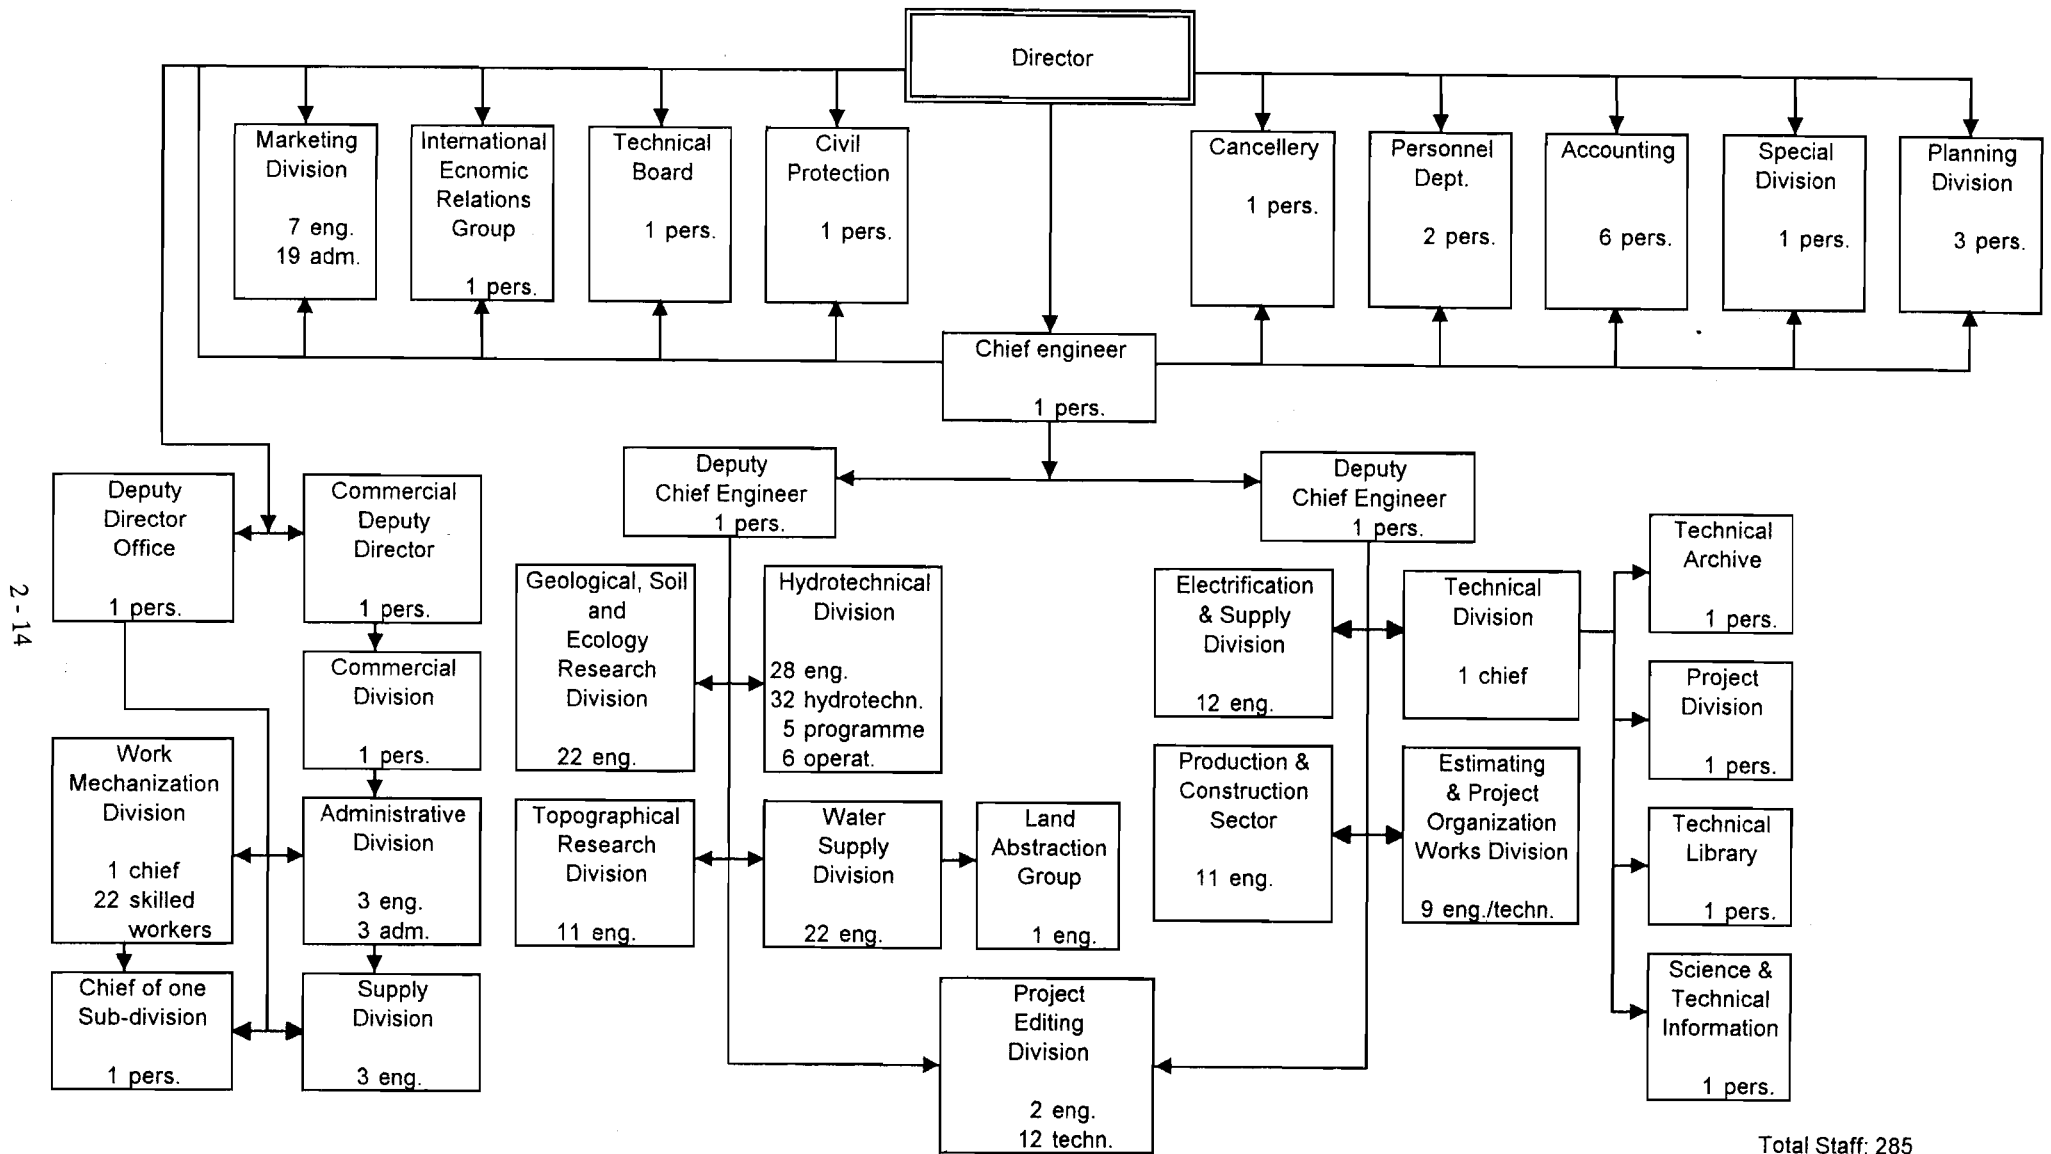 Director
Marketing
Division
7 eng.
19 adm.
International
Ecnomic
Relations
Group
1 pers.
Technical
Board
1 pers.
Civil
Protection
1 pers.
Cancellery
1 pers.
Personnel
Dept.
2 pers.
Accounting
6 pers.
Special
Division
1 pers.
Planning
Division
3 pers.
Chief engineer
1 pers.
Deputy
Director
Office
1 pers.
Commercial
Deputy
Director
1 pers.
Commercial
Division
1 pers.
Work
Mechanization
Division
1 chief
22 skilled
workers
Administrative
Division
3 eng.
3 adm.
Chief of one
Sub-division
1 pers.
Supply
Division
3 eng.
Deputy
Chief Engineer
1 pers.
Deputy
Chief Engineer
1 pers.
Geological, Soil
and
Ecology
Research
Division
22 eng.
Hydrotechnical
Division
28 eng.
32 hydrotechn.
5 programme
6 operat.
Topographical
Research
Division
11 eng.
Water
Supply
Division
22 eng.
Land
Abstraction
Group
1 eng.
Electrification
& Supply
Division
12 eng.
Technical
Division
1 chief
Production &
Construction
Sector
11 eng.
Estimating
& Project
Organization
Works Division
9 eng./techn.
Technical
Archive
1 pers.
Project
Division
1 pers.
Technical
Library
1 pers.
Science &
Technical
Information
1 pers.
Project
Editing
Division
2 eng.
12 techn.
Total Staff: 285
2-14